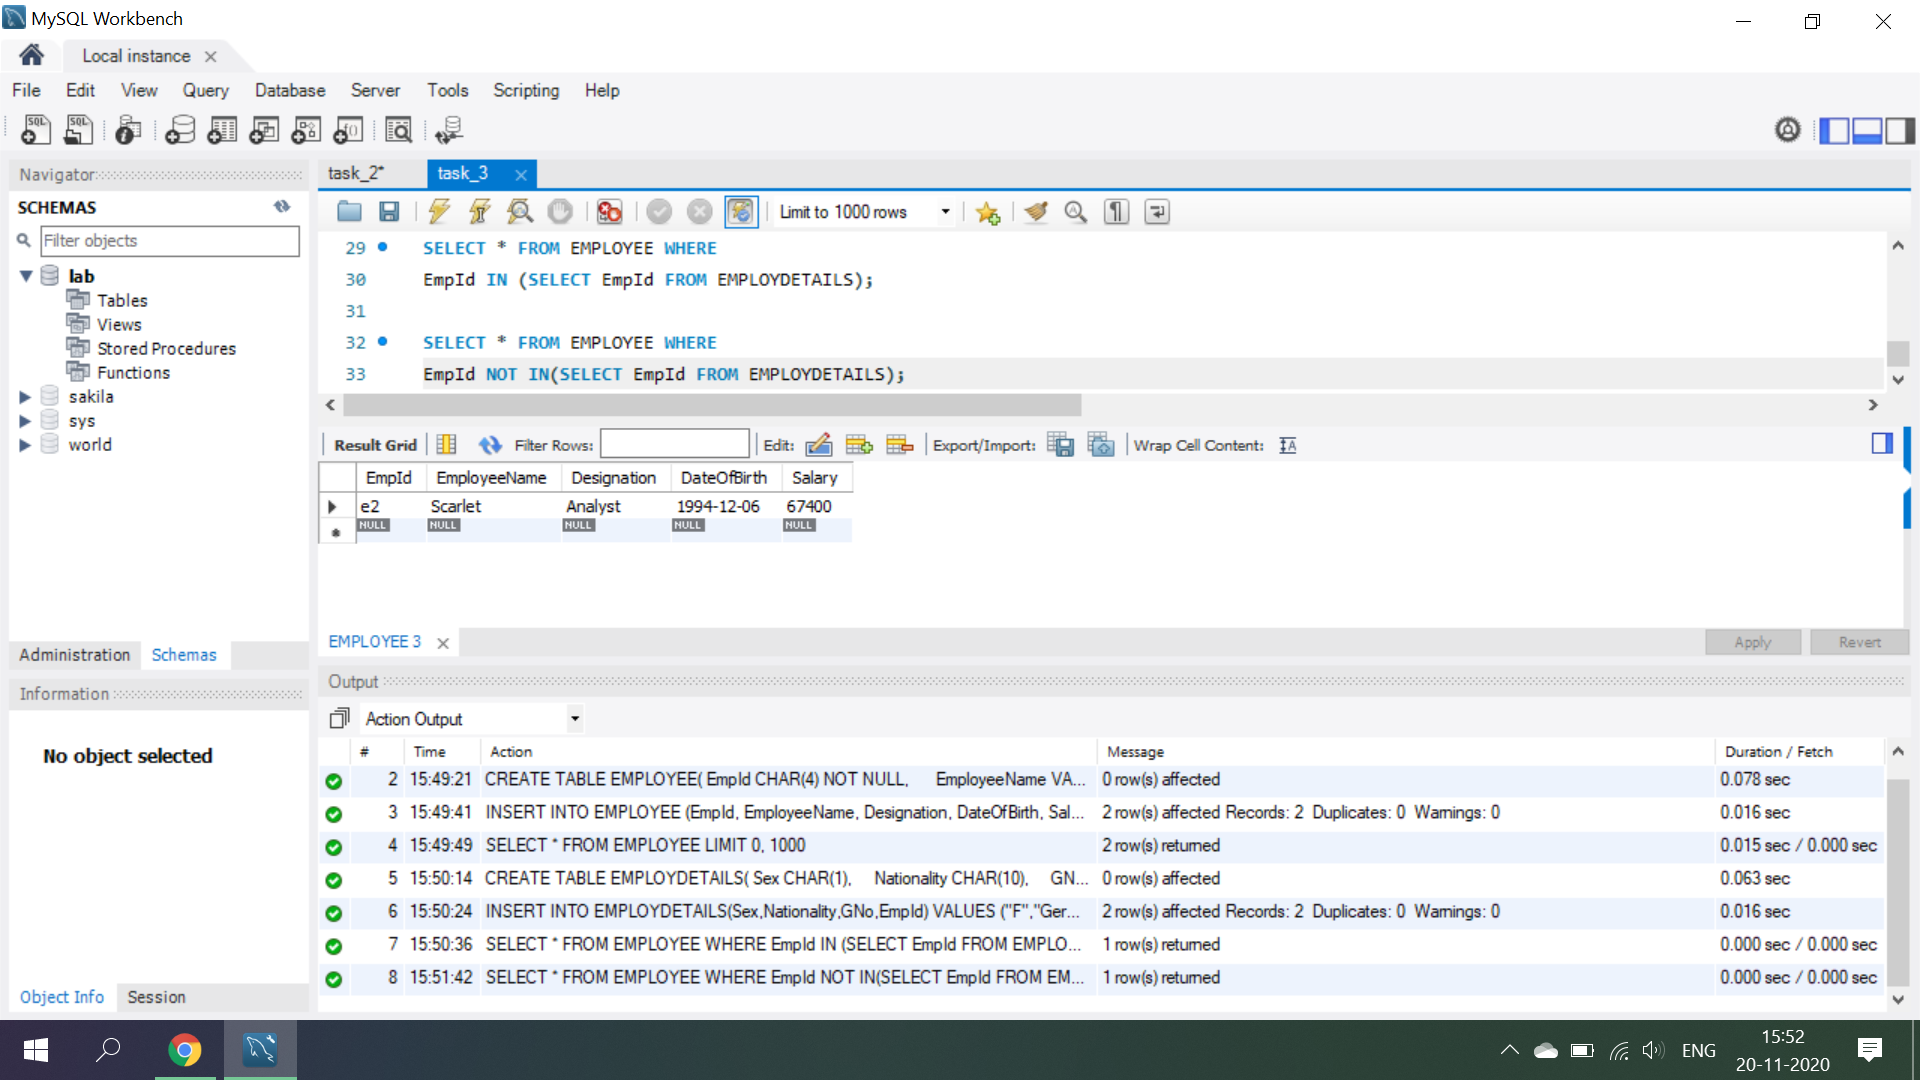 MySQL Workbench
Local instance
File Edit View Query Database Server Tools Scripting Help
Navigator
SCHEMAS
Filter objects
lab
Tables
Views
Stored Procedures
Functions
sakila
sys
world
Administration Schemas
Information
No object selected
Object Info Session
task_2* task_3
Limit to 1000 rows
29 SELECT * FROM EMPLOYEE WHERE
30 EmpId IN (SELECT EmpId FROM EMPLOYDETAILS);
31
32 SELECT * FROM EMPLOYEE WHERE
33 EmpId NOT IN(SELECT EmpId FROM EMPLOYDETAILS);
Result Grid Filter Rows: Edit: Export/Import: Wrap Cell Content:
EmpId EmployeeName Designation DateOfBirth Salary
e2 Scarlet Analyst 1994-12-06 67400
NULL NULL NULL NULL NULL
EMPLOYEE 3
Apply Revert
Output
Action Output
# Time Action Message Duration / Fetch
2 15:49:21 CREATE TABLE EMPLOYEE( EmpId CHAR(4) NOT NULL, EmployeeName VA... 0 row(s) affected 0.078 sec
3 15:49:41 INSERT INTO EMPLOYEE (EmpId, EmployeeName, Designation, DateOfBirth, Sal... 2 row(s) affected Records: 2 Duplicates: 0 Warnings: 0 0.016 sec
4 15:49:49 SELECT * FROM EMPLOYEE LIMIT 0, 1000 2 row(s) returned 0.015 sec / 0.000 sec
5 15:50:14 CREATE TABLE EMPLOYDETAILS( Sex CHAR(1), Nationality CHAR(10), GN... 0 row(s) affected 0.063 sec
6 15:50:24 INSERT INTO EMPLOYDETAILS(Sex,Nationality,GNo,EmpId) VALUES ("F","Ger... 2 row(s) affected Records: 2 Duplicates: 0 Warnings: 0 0.016 sec
7 15:50:36 SELECT * FROM EMPLOYEE WHERE EmpId IN (SELECT EmpId FROM EMPLO... 1 row(s) returned 0.000 sec / 0.000 sec
8 15:51:42 SELECT * FROM EMPLOYEE WHERE EmpId NOT IN(SELECT EmpId FROM EM... 1 row(s) returned 0.000 sec / 0.000 sec
ENG
15:52
20-11-2020